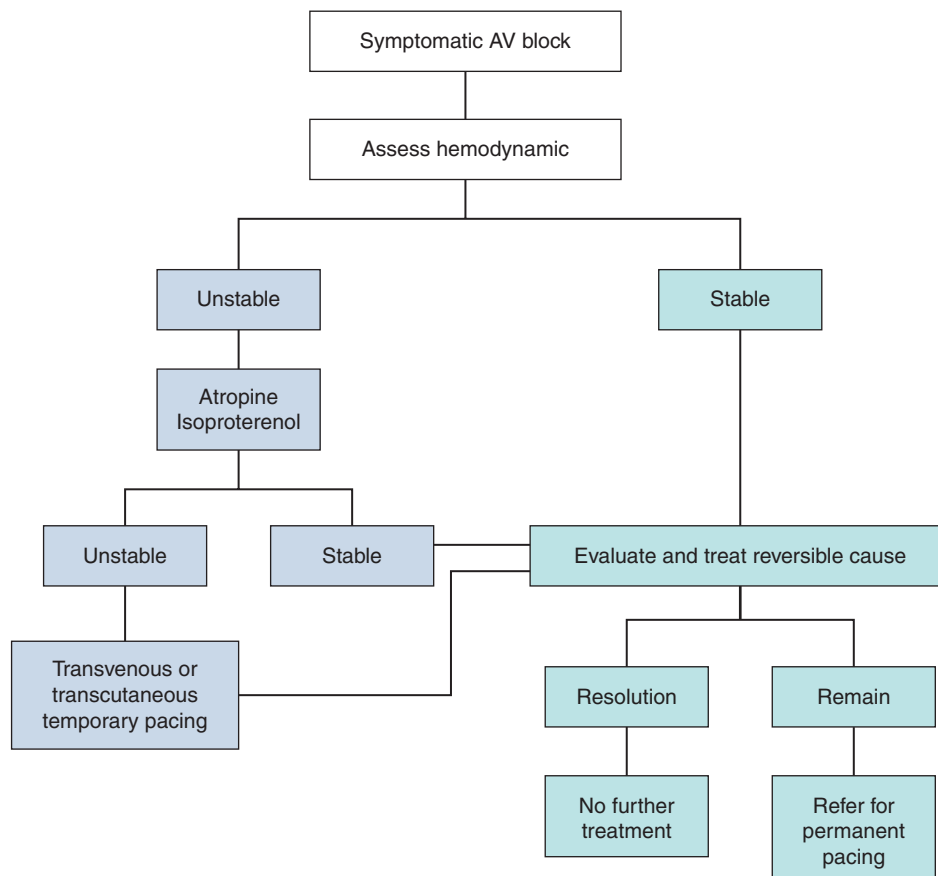 Symptomatic AV block
Assess hemodynamic
Unstable
Stable
Atropine
Isoproterenol
Unstable
Stable
Evaluate and treat reversible cause
Transvenous or
transcutaneous
temporary pacing
Resolution
Remain
No further
treatment
Refer for
permanent
pacing